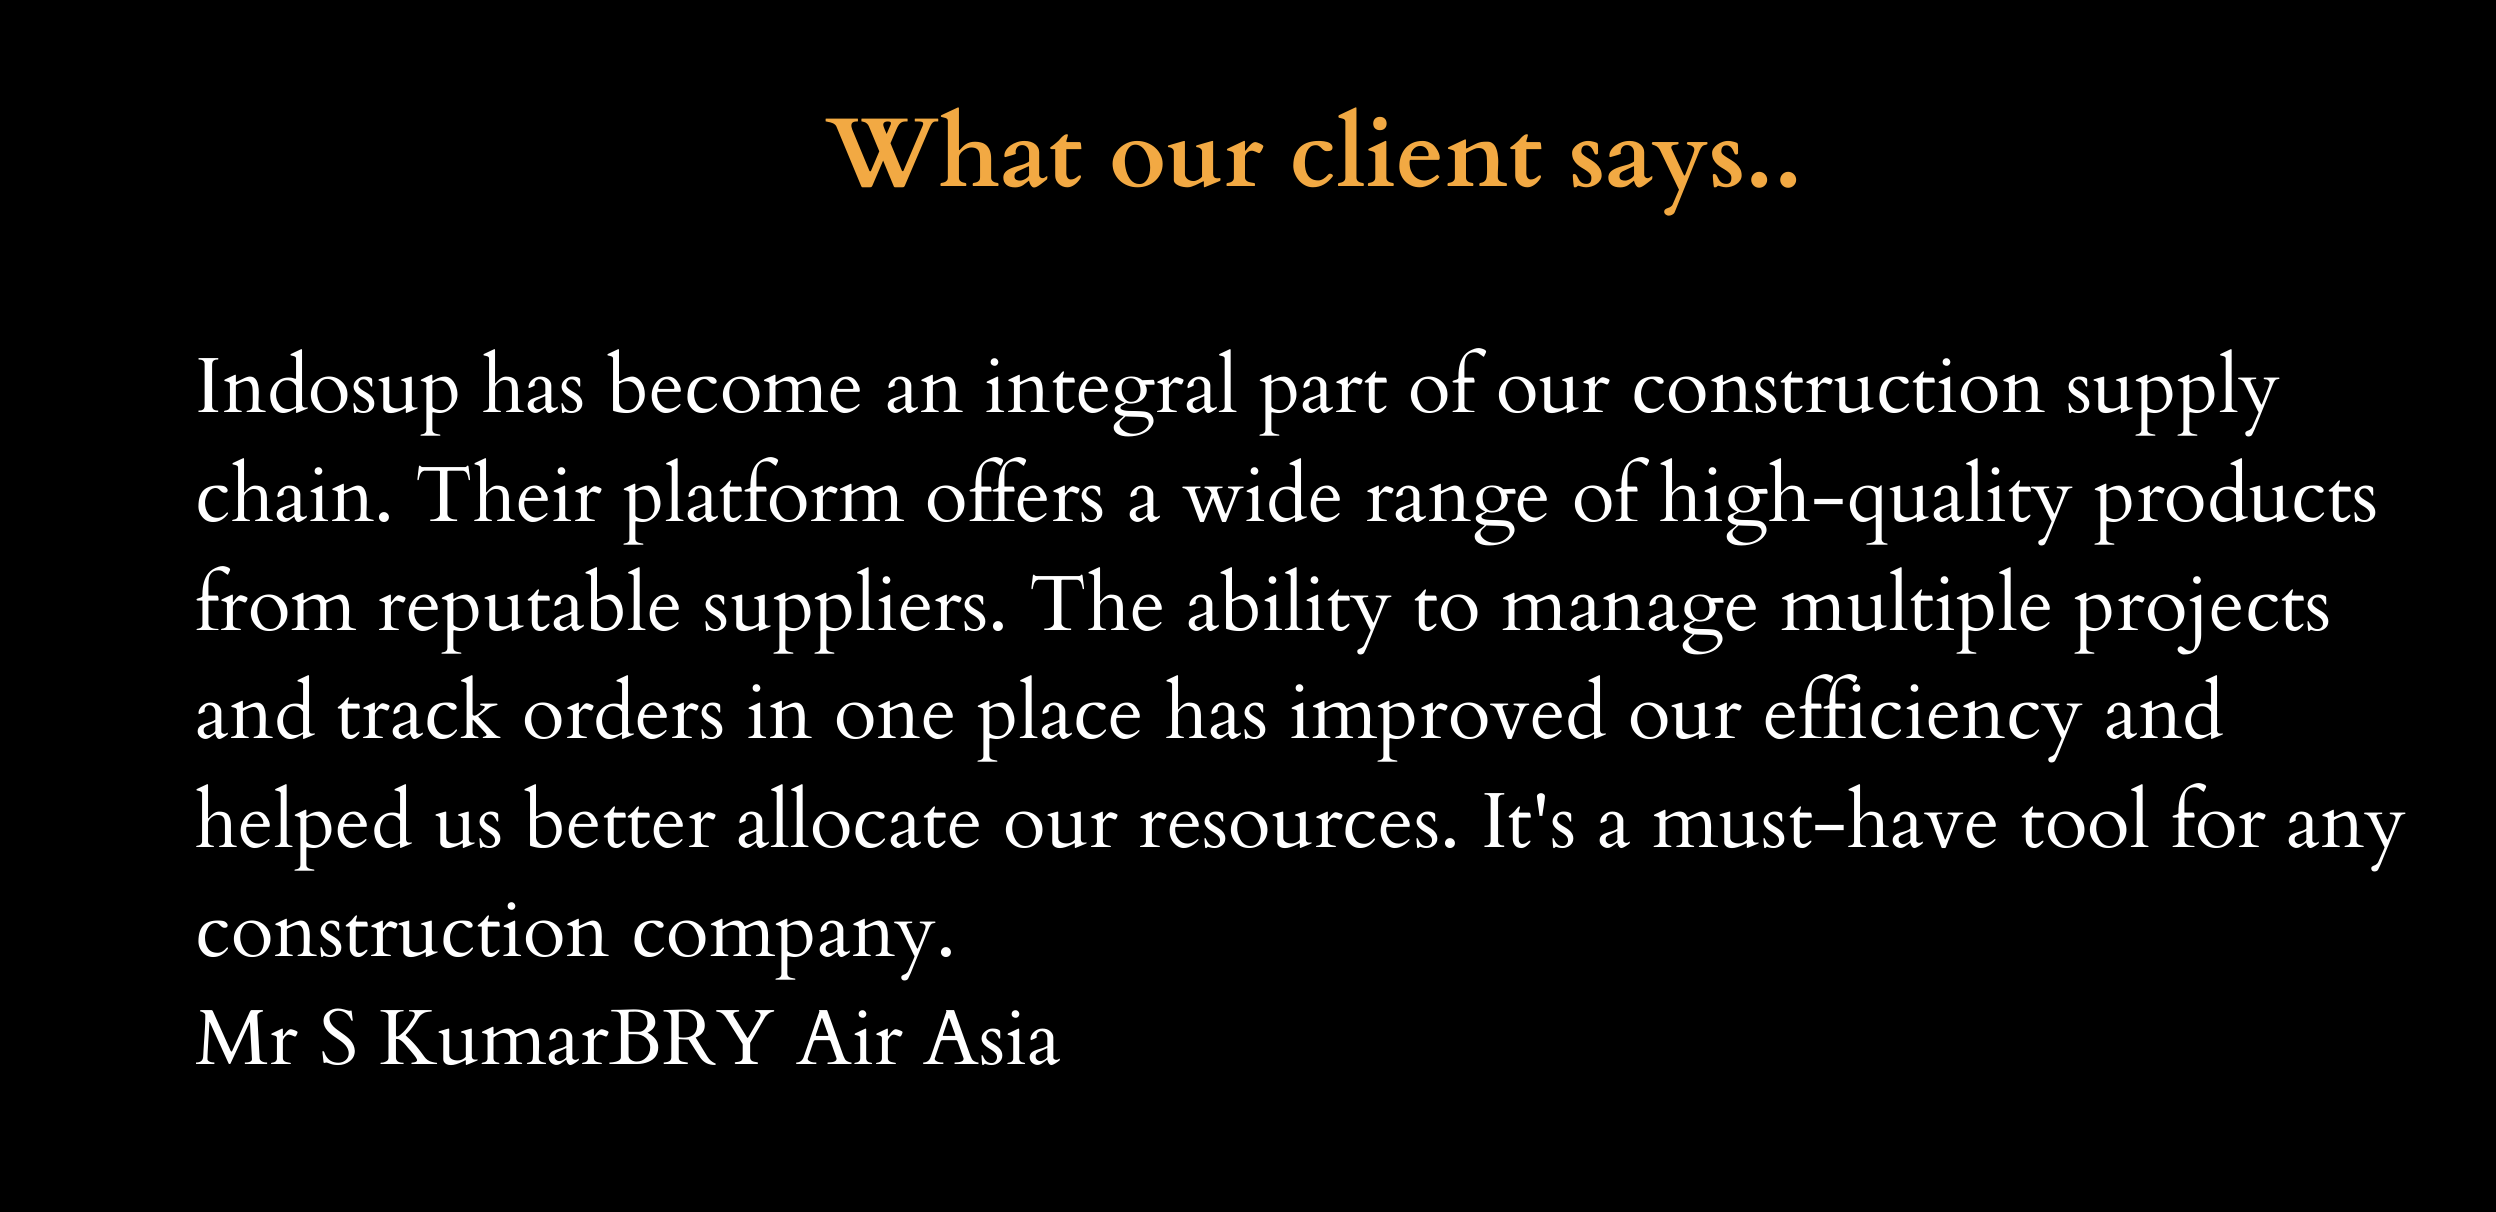 What our client says..
Indosup has become an integral part of our construction supply
chain. Their platform offers a wide range of high-quality products
from reputable suppliers. The ability to manage multiple projects
and track orders in one place has improved our efficiency and
helped us better allocate our resources. It's a must-have tool for any
construction company.
Mr S KumarBRY Air Asia